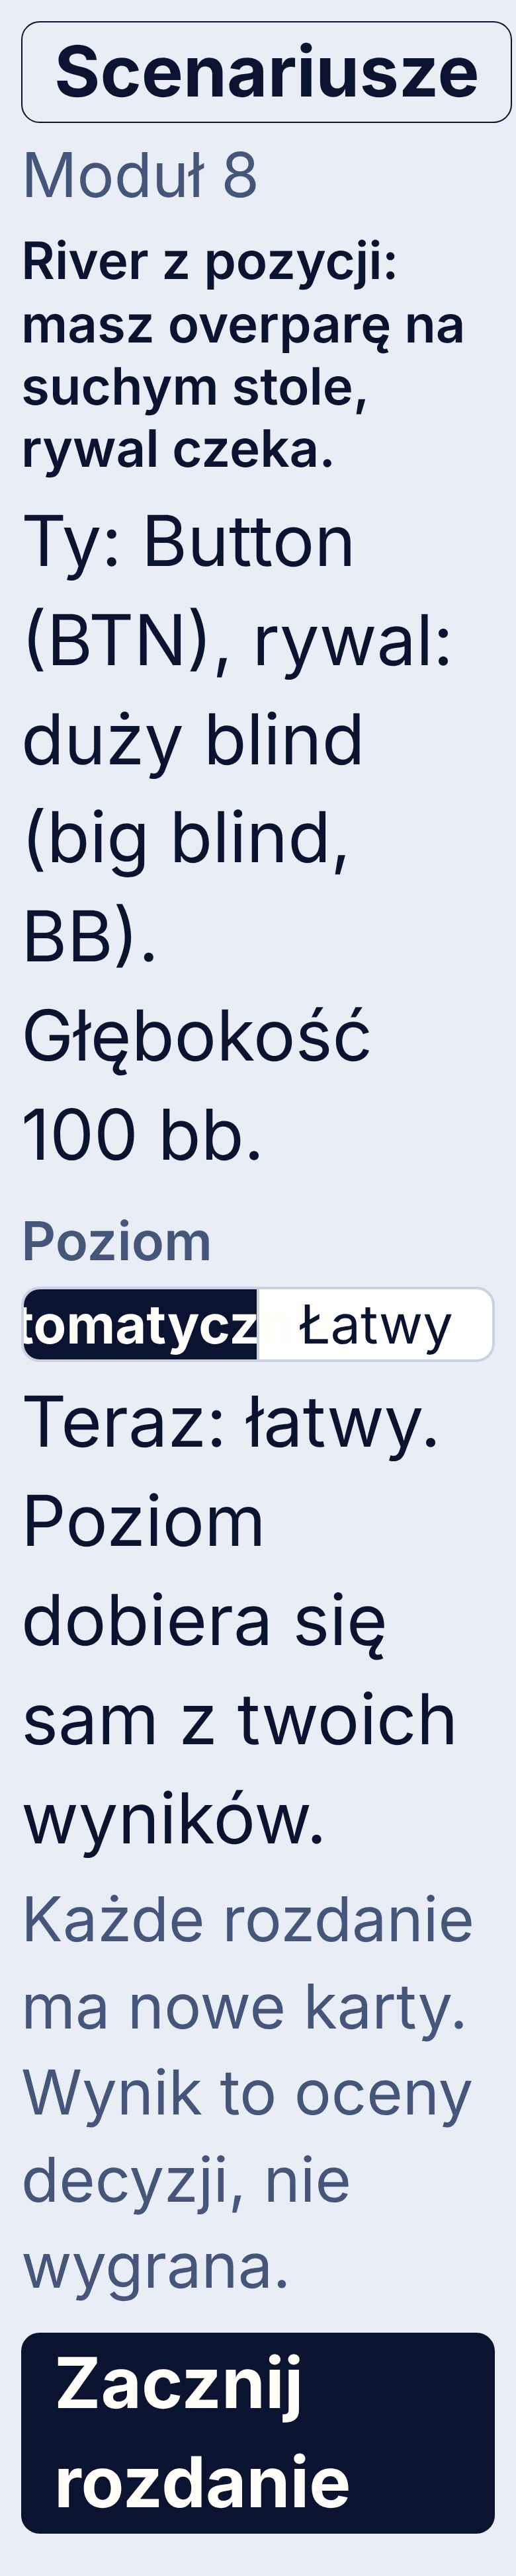 Scenariusze
Moduł 8
River z pozycji:
masz overparę na
suchym stole,
rywal czeka.
Ty: Button
(BTN), rywal:
duży blind
(big blind,
BB).
Głębokość
100 bb.
Poziom
tomatyczn Łatwy
Teraz: łatwy.
Poziom
dobiera się
sam z twoich
wyników.
Każde rozdanie
ma nowe karty.
Wynik to oceny
decyzji, nie
wygrana.
Zacznij
rozdanie